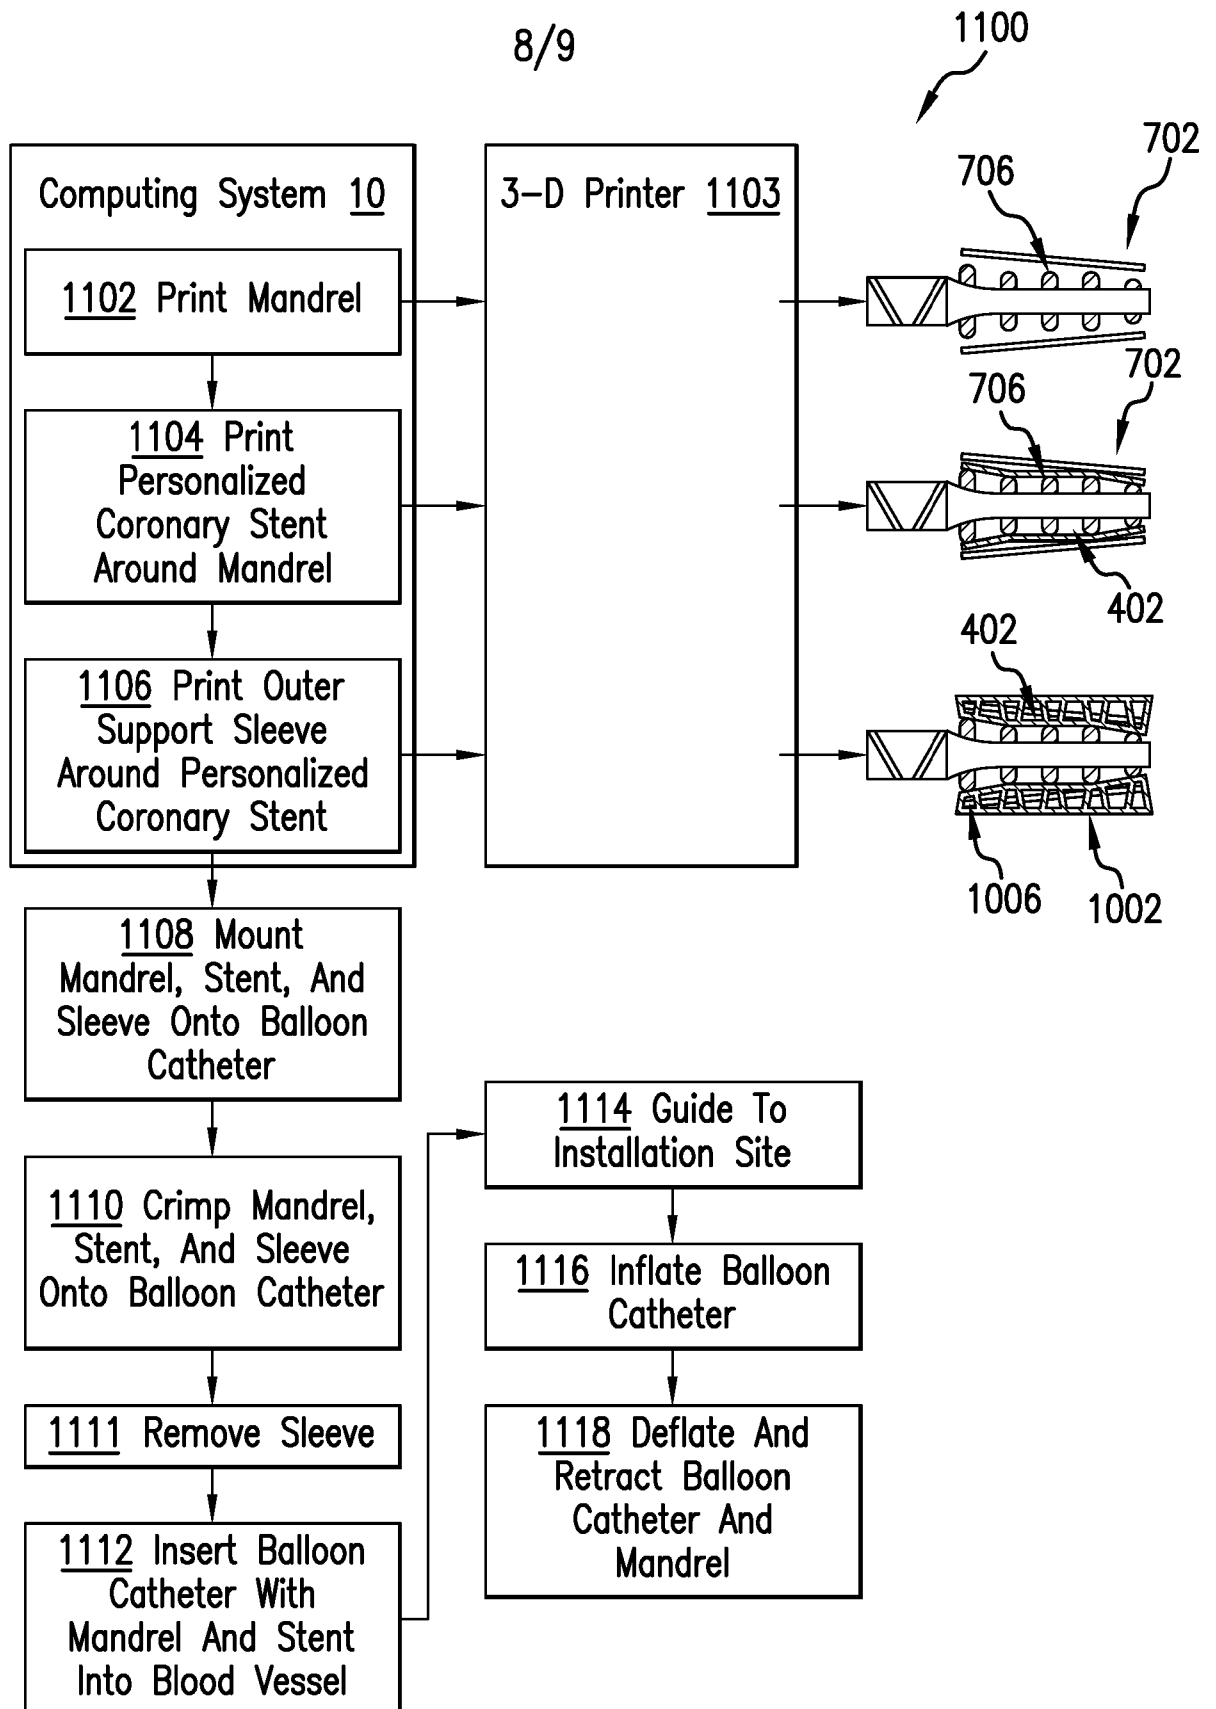 8/9
1100
Computing System 10
3-D Printer 1103
1102 Print Mandrel
706
702
1104 Print
Personalized
Coronary Stent
Around Mandrel
706
702
402
1106 Print Outer
Support Sleeve
Around Personalized
Coronary Stent
402
1006
1002
1108 Mount
Mandrel, Stent, And
Sleeve Onto Balloon
Catheter
1110 Crimp Mandrel,
Stent, And Sleeve
Onto Balloon Catheter
1111 Remove Sleeve
1112 Insert Balloon
Catheter With
Mandrel And Stent
Into Blood Vessel
1114 Guide To
Installation Site
1116 Inflate Balloon
Catheter
1118 Deflate And
Retract Balloon
Catheter And
Mandrel